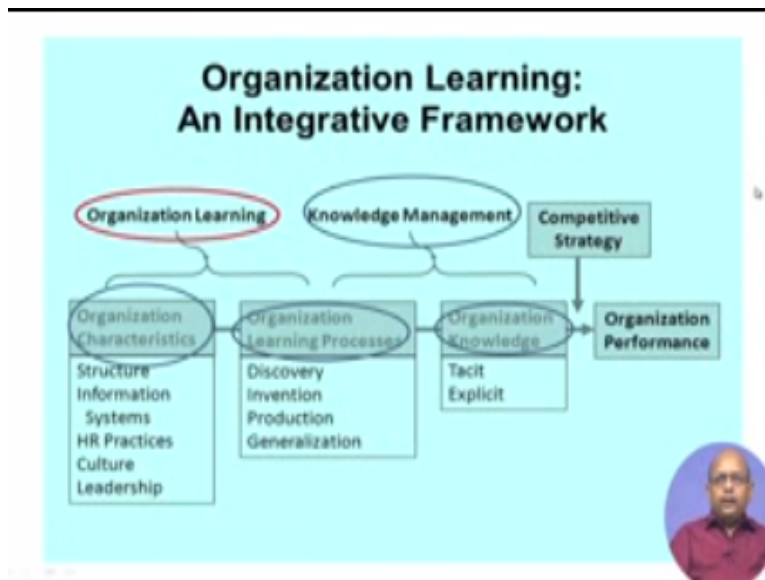 Organization Learning:
An Integrative Framework
Organization Learning
Knowledge Management
Competitive
Strategy
Organization
Characteristics
Organization
Learning Processes
Organization
Knowledge
Organization
Performance
Structure
Information
Systems
HR Practices
Culture
Leadership
Discovery
Invention
Production
Generalization
Tacit
Explicit